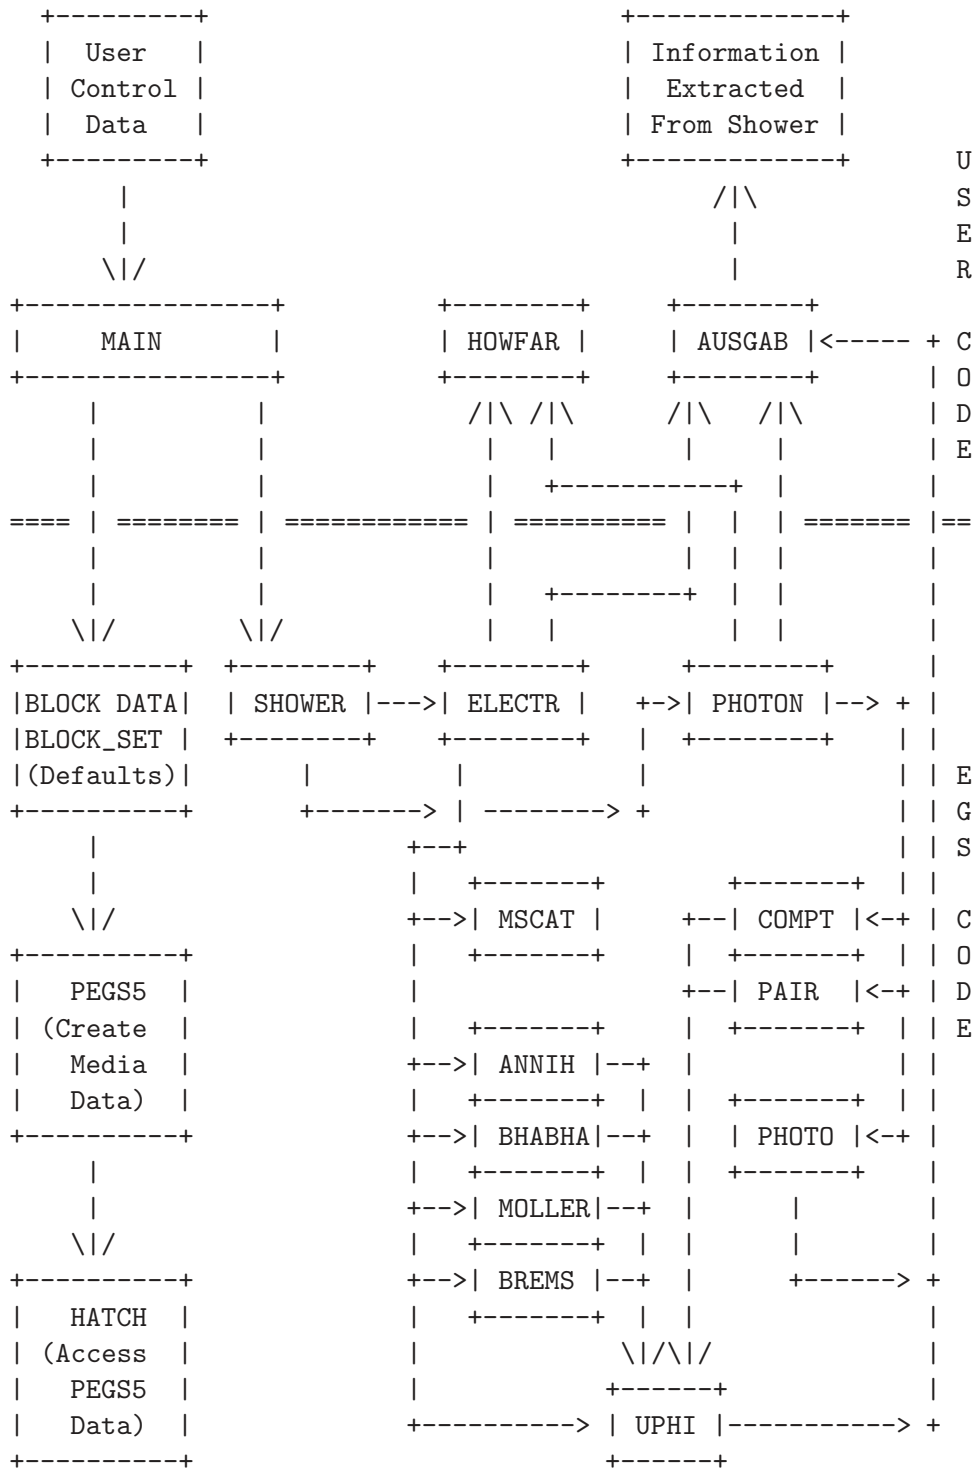 +---------+                            +-------------+
|  User   |                            | Information |
| Control |                            |  Extracted  |
|  Data   |                            | From Shower |
+---------+                            +-------------+       U
     |                                      /|\             S
     |                                       |              E
    \|/                                      |              R
+----------------+          +--------+     +--------+
|     MAIN       |          | HOWFAR |     | AUSGAB |<----- + C
+----------------+          +--------+     +--------+       | O
     |          |            /|\ /|\      /|\   /|\        | D
     |          |             |   |        |     |         | E
     |          |             |   +-----------+  |         |
==== | ======== | ============ | ========== |  |  | ======= |==
     |          |             |            |  |  |         |
     |          |             |   +--------+  |  |         |
    \|/        \|/            |   |           |  |         |
+----------+  +--------+    +--------+      +--------+      |
|BLOCK DATA|  | SHOWER |--->| ELECTR |   +->| PHOTON |--> + |
|BLOCK_SET |  +--------+    +--------+   |  +--------+    | |
|(Defaults)|       |         |           |                | | E
+----------+       +-------> | --------> +                | | G
     |                    +--+                            | | S
     |                    |   +-------+        +-------+  | |
    \|/                   +-->| MSCAT |     +--| COMPT |<-+ | C
+----------+              |   +-------+     |  +-------+  | | O
|   PEGS5  |              |                 +--| PAIR  |<-+ | D
| (Create  |              |   +-------+     |  +-------+  | | E
|   Media  |              +-->| ANNIH |--+  |             | |
|   Data)  |              |   +-------+  |  |  +-------+  | |
+----------+              +-->| BHABHA|--+  |  | PHOTO |<-+ |
     |                    |   +-------+  |  |  +-------+    |
     |                    +-->| MOLLER|--+  |      |        |
    \|/                   |   +-------+  |  |      |        |
+----------+              +-->| BREMS |--+  |      +------> +
|   HATCH  |              |   +-------+  |  |               |
| (Access  |              |             \|/\|/              |
|   PEGS5  |              |            +------+             |
|   Data)  |              +----------> | UPHI |-----------> +
+----------+                           +------+